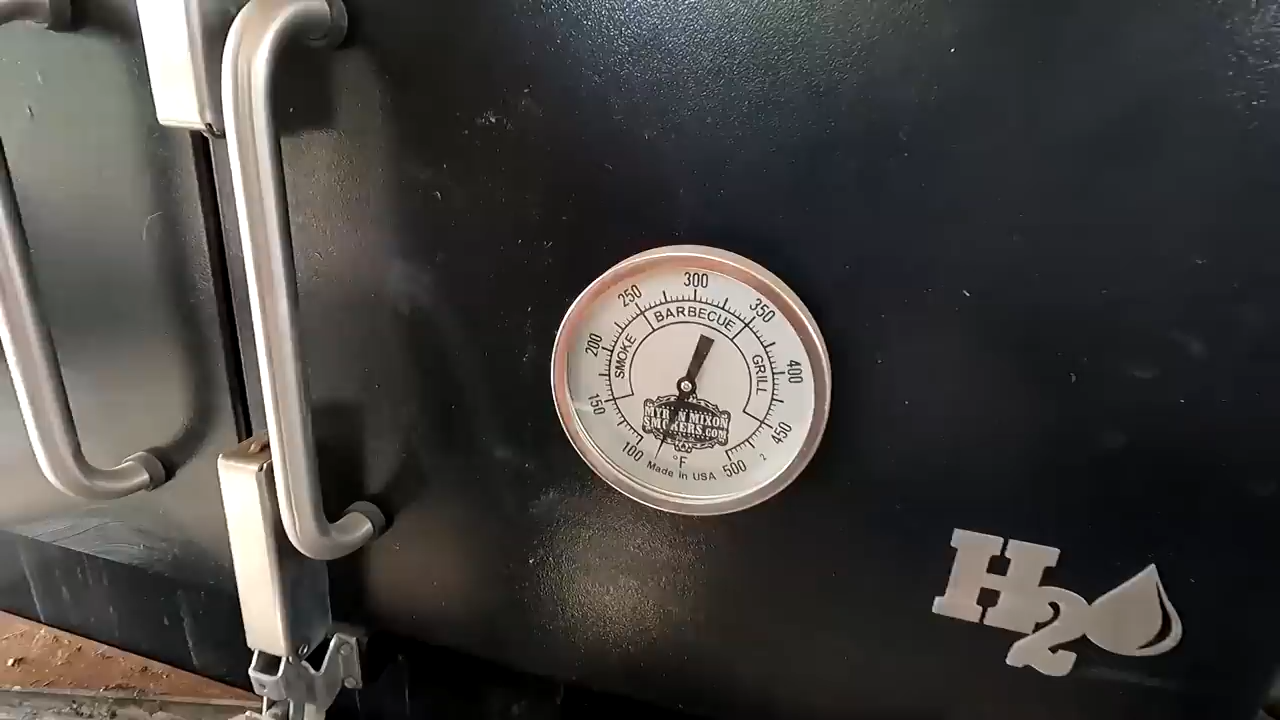 100
150
200
250
300
350
400
450
500
SMOKE
BARBECUE
GRILL
MYRON MIXON
SMOKERS.COM
°F
2
Made in USA
H2